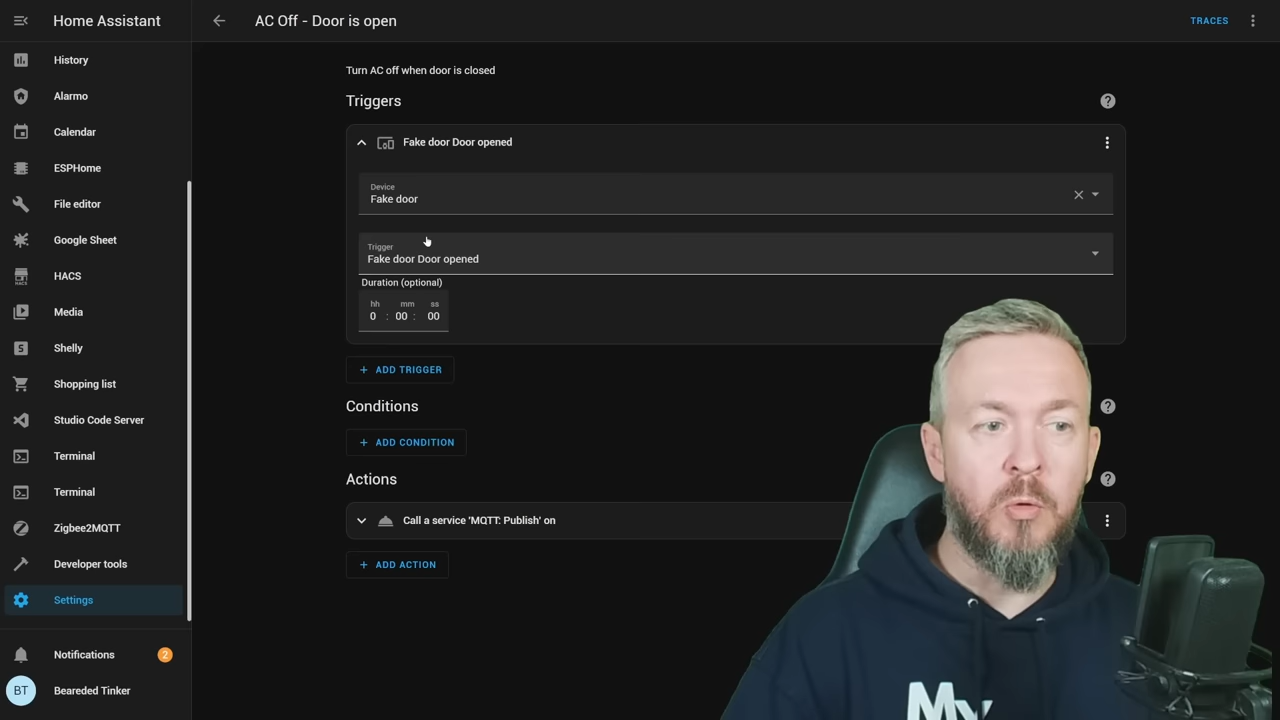 Home Assistant
AC Off - Door is open
TRACES
History
Alarmo
Calendar
ESPHome
File editor
Google Sheet
HACS
HACS
Media
S
Shelly
Shopping list
Studio Code Server
Terminal
Terminal
Zigbee2MQTT
Developer tools
Settings
Notifications
2
BT
Beareded Tinker
Turn AC off when door is closed
Triggers
?
Fake door Door opened
Device
Fake door
Trigger
Fake door Door opened
Duration (optional)
hh mm ss
0 : 00 : 00
+ ADD TRIGGER
Conditions
?
+ ADD CONDITION
Actions
?
Call a service 'MQTT: Publish' on
+ ADD ACTION
My